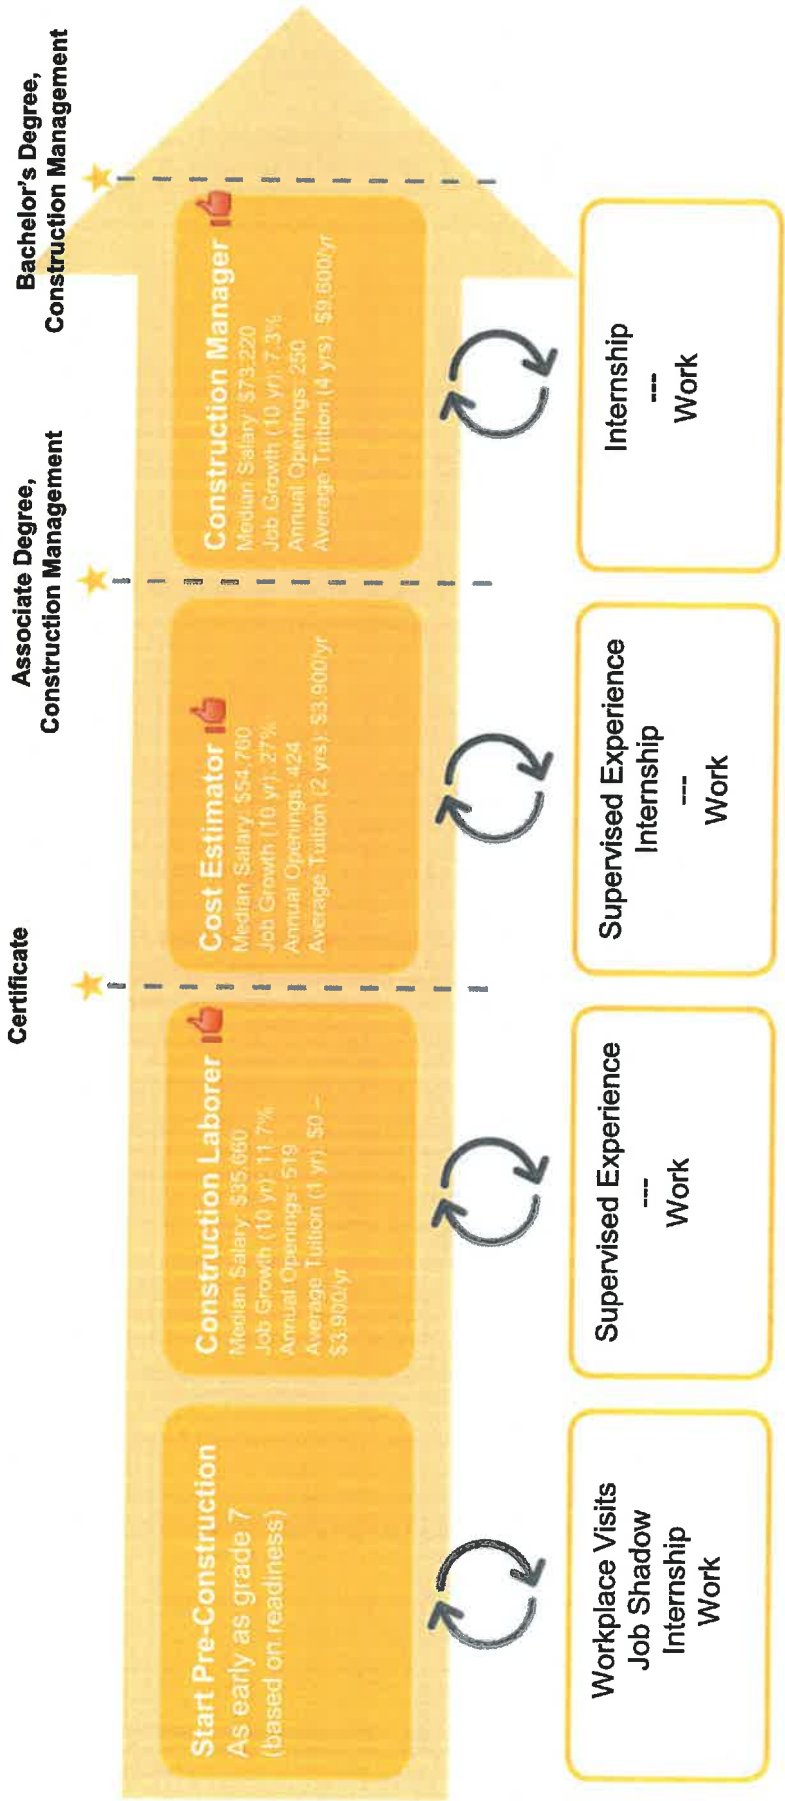 Certificate
Associate Degree,
Construction Management
Bachelor's Degree,
Construction Management
Start Pre-Construction
As early as grade 7
(based on readiness)
Construction Laborer
Median Salary: $35,660
Job Growth (10 yr): 11.7%
Annual Openings: 519
Average Tuition (1 yr): $0 –
$3,900/yr
Cost Estimator
Median Salary: $54,760
Job Growth (10 yr): 27%
Annual Openings: 424
Average Tuition (2 yrs): $3,900/yr
Construction Manager
Median Salary: $73,220
Job Growth (10 yr): 7.3%
Annual Openings: 250
Average Tuition (4 yrs): $9,600/yr
Workplace Visits
Job Shadow
Internship
Work
Supervised Experience
---
Work
Supervised Experience
Internship
---
Work
Internship
---
Work